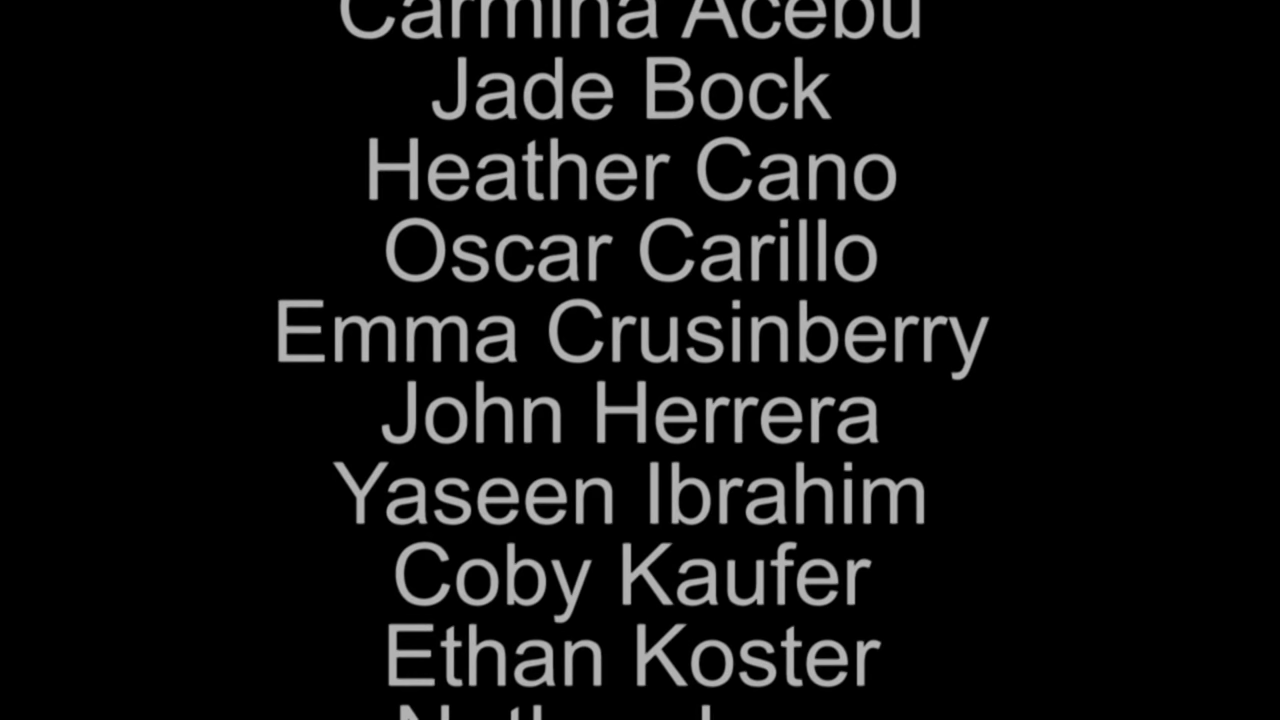 Carmina Acebu
Jade Bock
Heather Cano
Oscar Carillo
Emma Crusinberry
John Herrera
Yaseen Ibrahim
Coby Kaufer
Ethan Koster